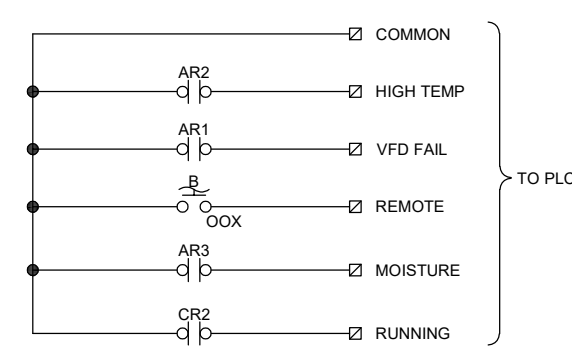 COMMON
AR2
HIGH TEMP
AR1
VFD FAIL
TO PLC
B
OOX
REMOTE
AR3
MOISTURE
CR2
RUNNING